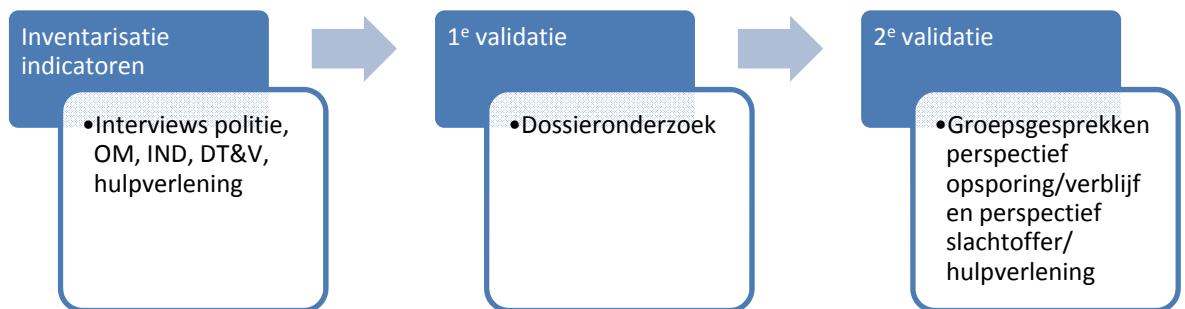 Inventarisatie
indicatoren
•Interviews politie,
OM, IND, DT&V,
hulpverlening
1e validatie
•Dossieronderzoek
2e validatie
•Groepsgesprekken
perspectief
opsporing/verblijf
en perspectief
slachtoffer/
hulpverlening